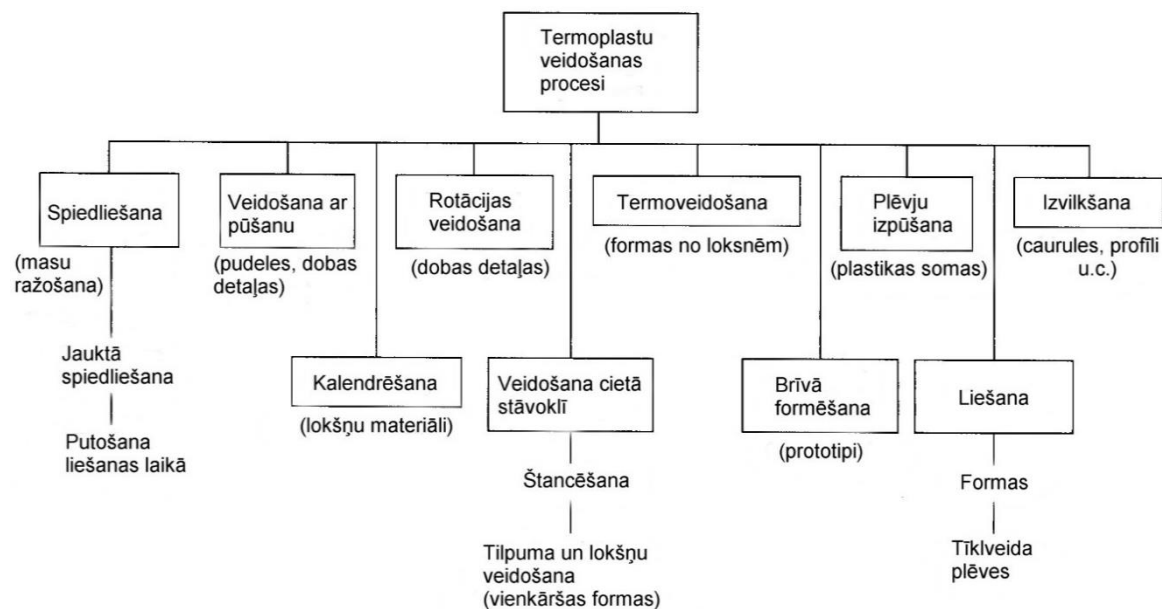 Termoplastu
veidošanas
procesi
Spiedliešana
(masu
ražošana)
Jauktā
spiedliešana
Putošana
liešanas laikā
Veidošana ar
pūšanu
(pudeles, dobas
detaļas)
Kalendrēšana
(lokšņu materiāli)
Rotācijas
veidošana
(dobas detaļas)
Veidošana cietā
stāvoklī
Štancēšana
Tilpuma un lokšņu
veidošana
(vienkāršas formas)
Termoveidošana
(formas no loksnēm)
Brīvā
formēšana
(prototipi)
Plēvju
izpūšana
(plastikas somas)
Liešana
Formas
Tīklveida
plēves
Izvilkšana
(caurules, profīli
u.c.)